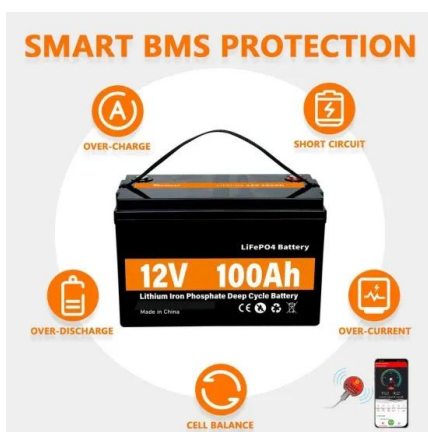 SMART BMS PROTECTION
A
OVER-CHARGE
SHORT CIRCUIT
LiFePO4 Battery
12V 100Ah
Lithium Iron Phosphate Deep Cycle Battery
Made in China
CE
OVER-DISCHARGE
OVER-CURRENT
CELL BALANCE